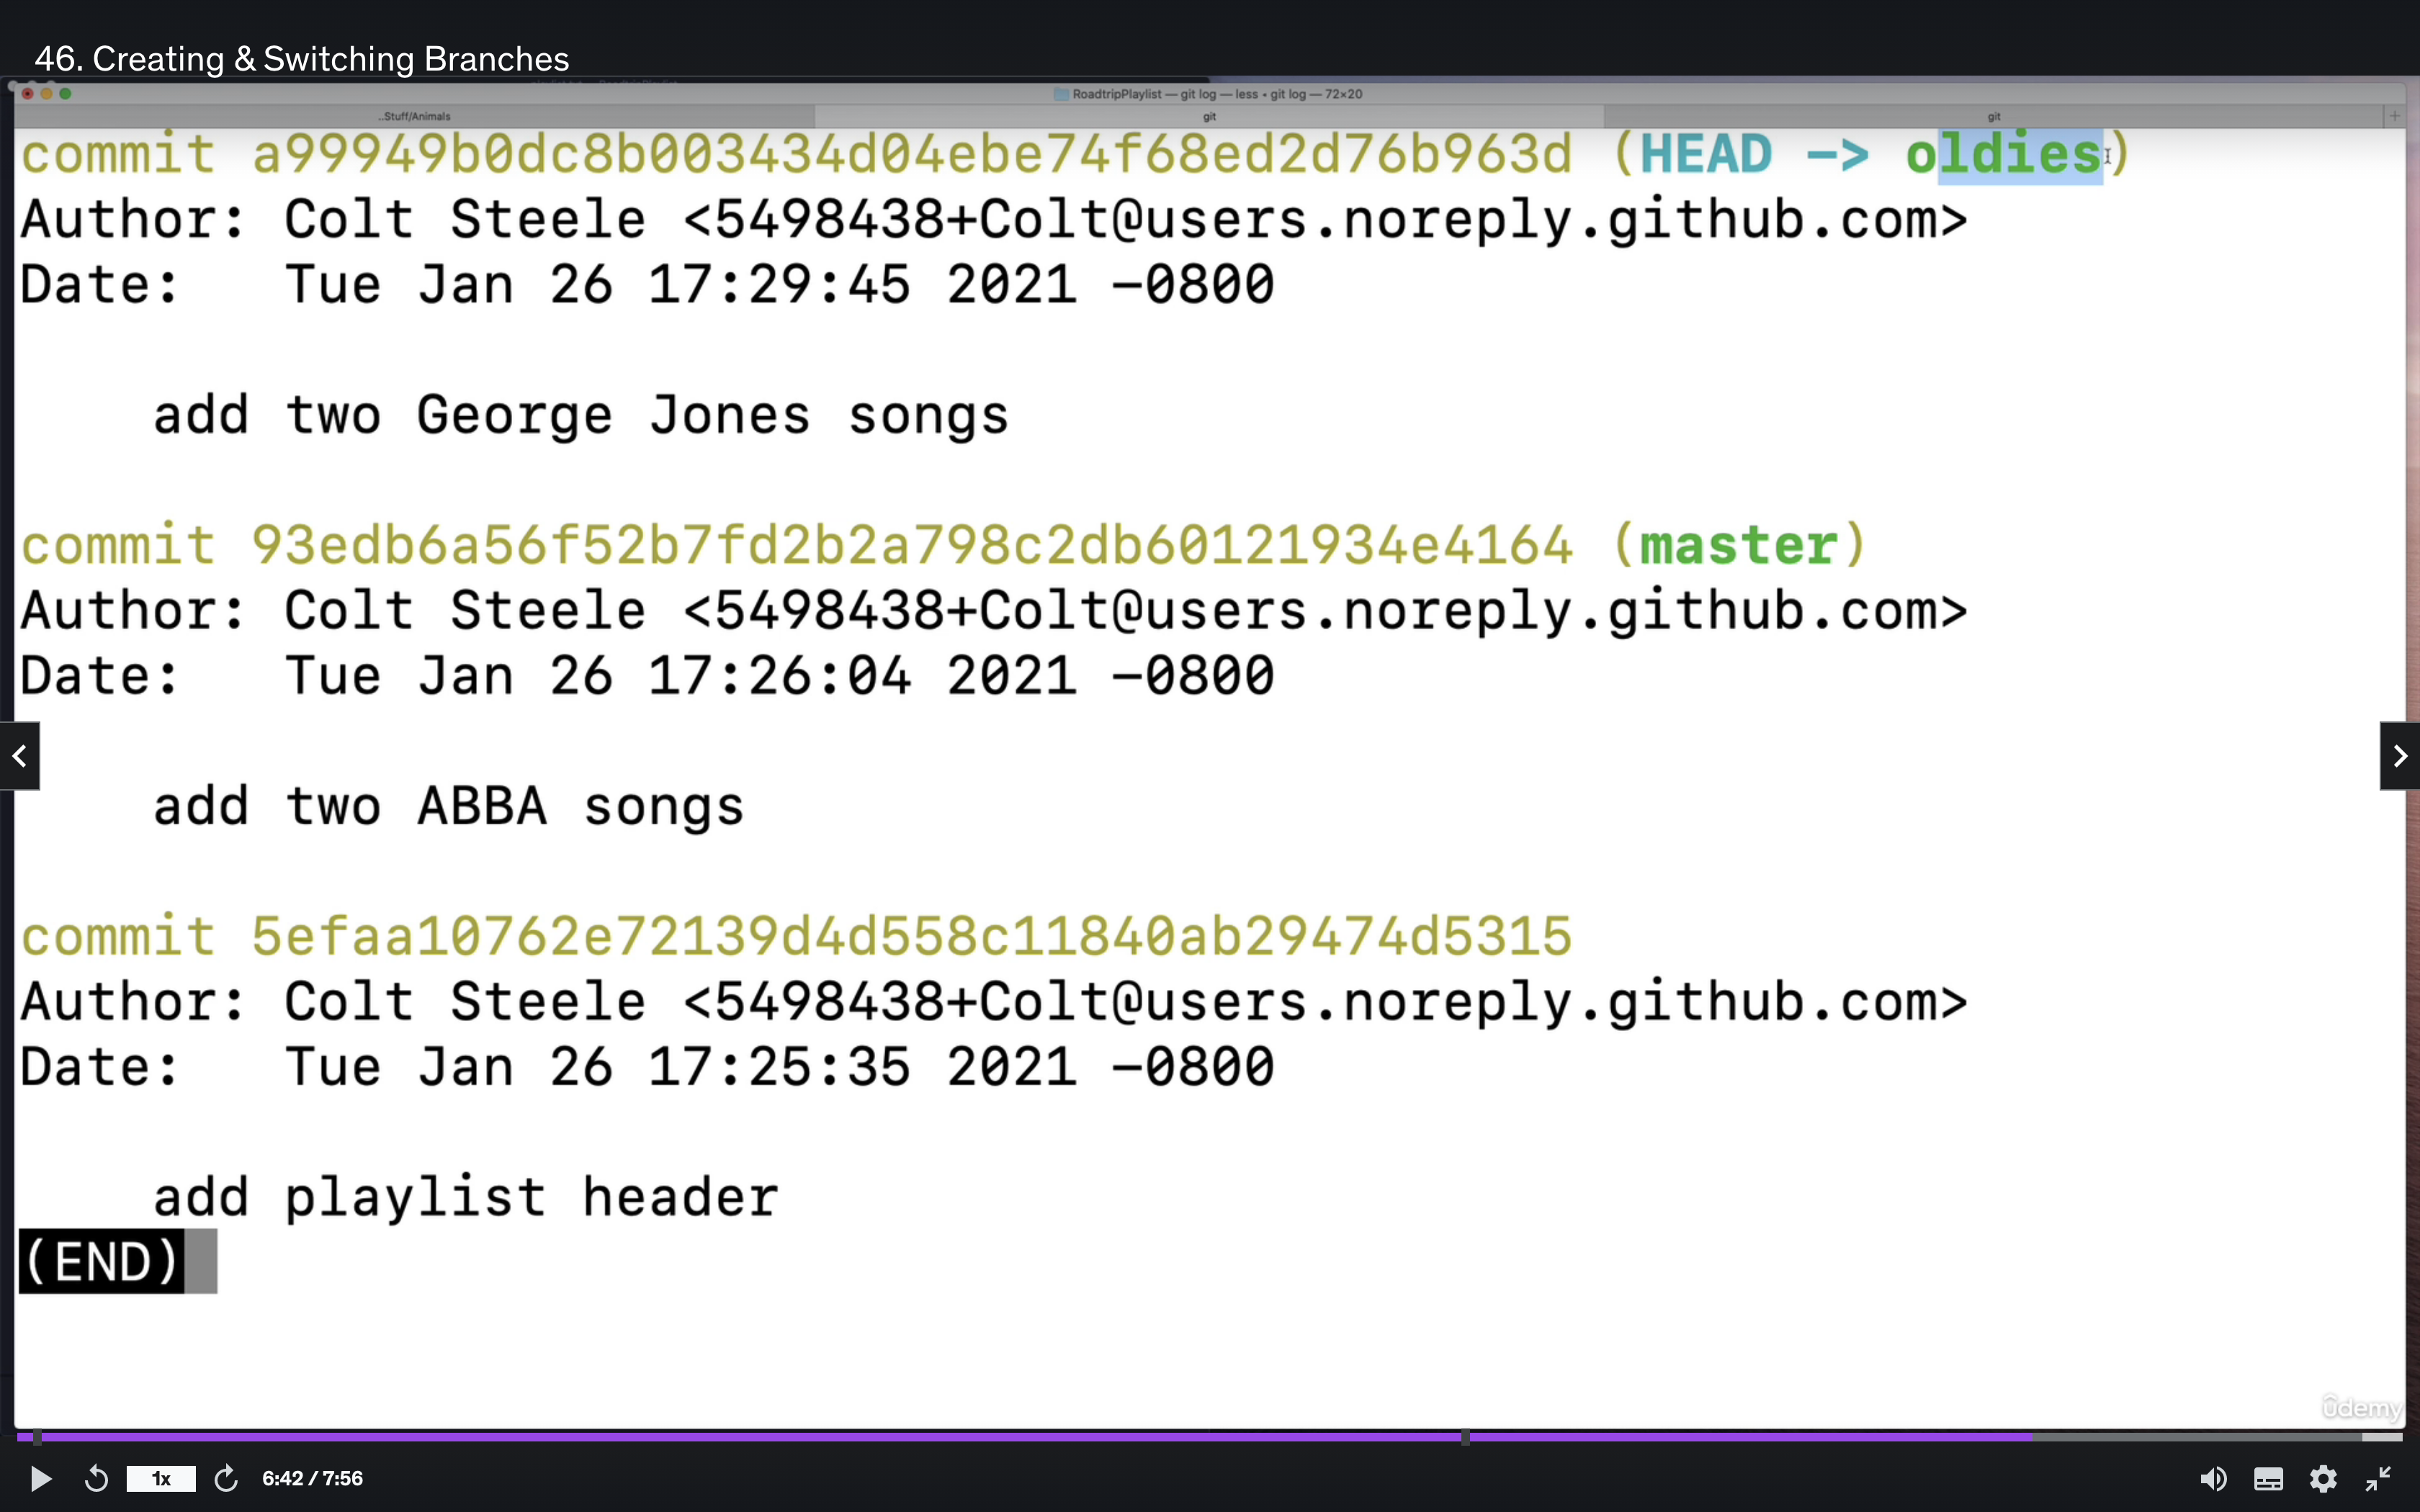 46. Creating & Switching Branches
RoadtripPlaylist — git log — less • git log — 72×20
..Stuff/Animals
git
git
commit a99949b0dc8b003434d04ebe74f68ed2d76b963d (HEAD -> oldies)
Author: Colt Steele <5498438+Colt@users.noreply.github.com>
Date:   Tue Jan 26 17:29:45 2021 -0800
add two George Jones songs
commit 93edb6a56f52b7fd2b2a798c2db60121934e4164 (master)
Author: Colt Steele <5498438+Colt@users.noreply.github.com>
Date:   Tue Jan 26 17:26:04 2021 -0800
add two ABBA songs
commit 5efaa10762e72139d4d558c11840ab29474d5315
Author: Colt Steele <5498438+Colt@users.noreply.github.com>
Date:   Tue Jan 26 17:25:35 2021 -0800
add playlist header
(END)
ûdemy
1x
6:42 / 7:56